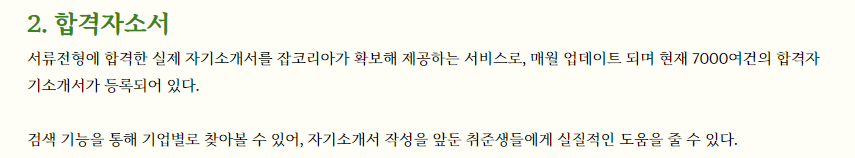 2. 합격자소서
서류전형에 합격한 실제 자기소개서를 잡코리아가 확보해 제공하는 서비스로, 매월 업데이트 되며 현재 7000여건의 합격자
기소개서가 등록되어 있다.
검색 기능을 통해 기업별로 찾아볼 수 있어, 자기소개서 작성을 앞둔 취준생들에게 실질적인 도움을 줄 수 있다.